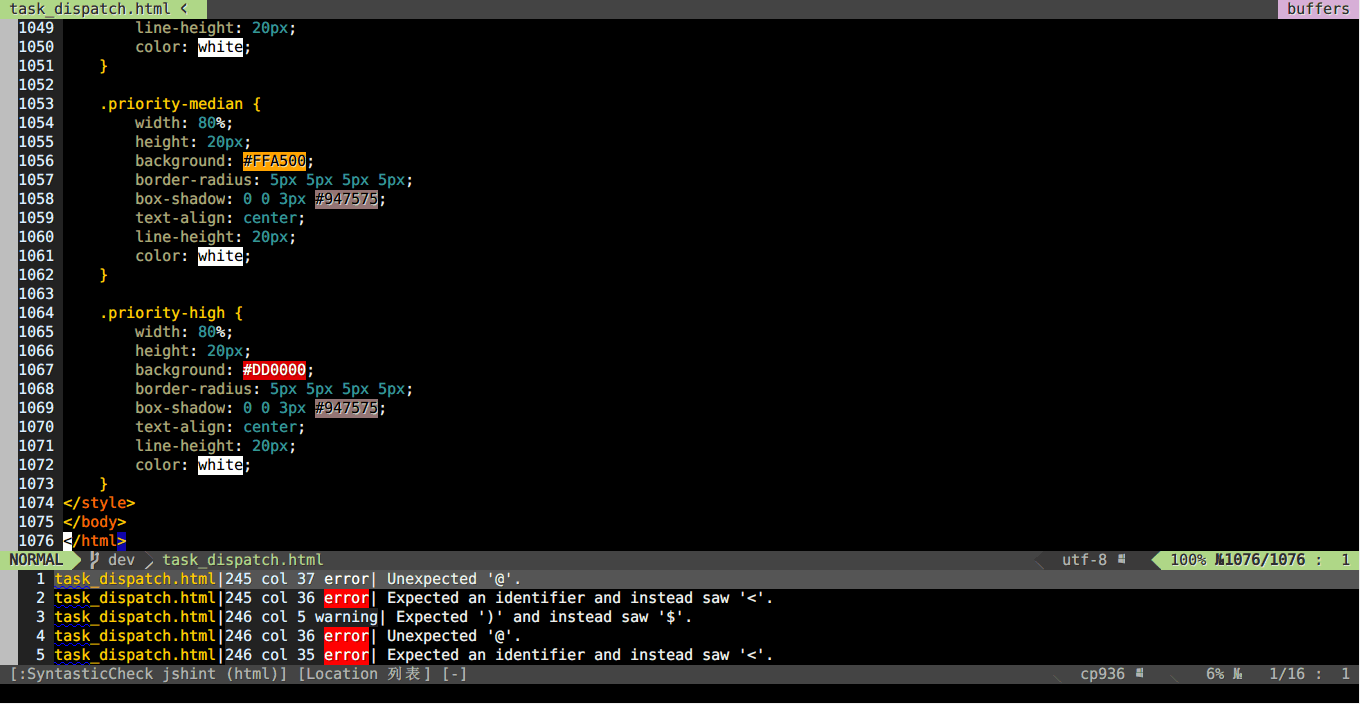 task_dispatch.html < buffers
1049 line-height: 20px;
1050 color: white;
1051 }
1052
1053 .priority-median {
1054 width: 80%;
1055 height: 20px;
1056 background: #FFA500;
1057 border-radius: 5px 5px 5px 5px;
1058 box-shadow: 0 0 3px #947575;
1059 text-align: center;
1060 line-height: 20px;
1061 color: white;
1062 }
1063
1064 .priority-high {
1065 width: 80%;
1066 height: 20px;
1067 background: #DD0000;
1068 border-radius: 5px 5px 5px 5px;
1069 box-shadow: 0 0 3px #947575;
1070 text-align: center;
1071 line-height: 20px;
1072 color: white;
1073 }
1074 </style>
1075 </body>
1076 </html>
NORMAL dev task_dispatch.html utf-8 100% 1076/1076 : 1
1 task_dispatch.html|245 col 37 error| Unexpected '@'.
2 task_dispatch.html|245 col 36 error| Expected an identifier and instead saw '<'.
3 task_dispatch.html|246 col 5 warning| Expected ')' and instead saw '$'.
4 task_dispatch.html|246 col 36 error| Unexpected '@'.
5 task_dispatch.html|246 col 35 error| Expected an identifier and instead saw '<'.
[:SyntasticCheck jshint (html)] [Location 列表] [-] cp936 6% 1/16 : 1